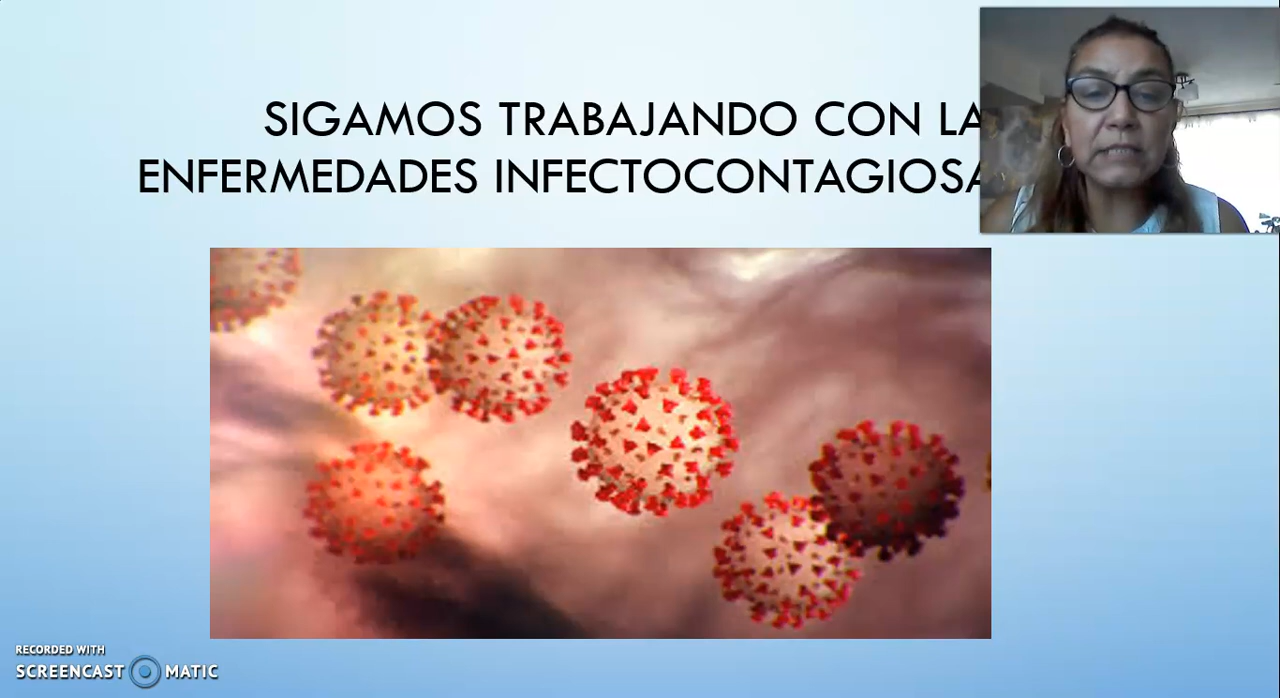 SIGAMOS TRABAJANDO CON LA
ENFERMEDADES INFECTOCONTAGIOSA
RECORDED WITH
SCREENCAST MATIC